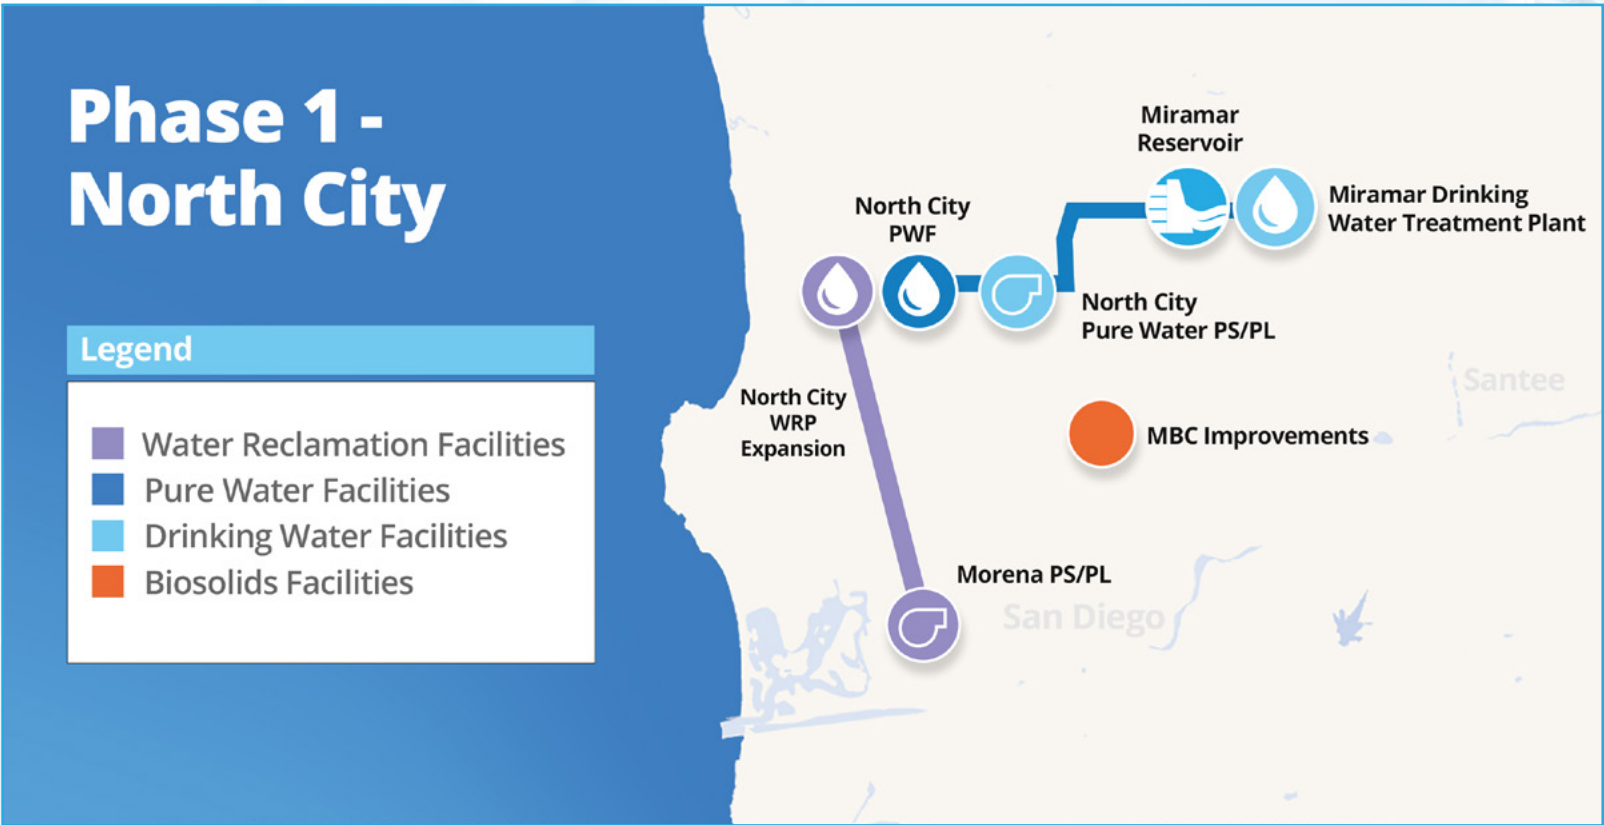 Phase 1 -
North City
Legend
Water Reclamation Facilities
Pure Water Facilities
Drinking Water Facilities
Biosolids Facilities
Miramar
Reservoir
Miramar Drinking
Water Treatment Plant
North City
PWF
North City
Pure Water PS/PL
North City
WRP
Expansion
Santee
MBC Improvements
Morena PS/PL
San Diego